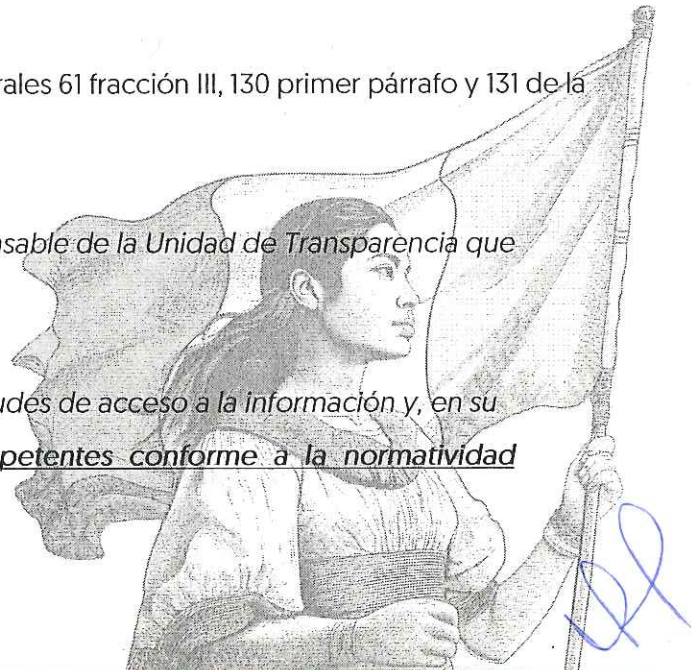 rales 61 fracción III, 130 primer párrafo y 131 de la
nsable de la Unidad de Transparencia que
udes de acceso a la información y, en su
petentes conforme a la normatividad